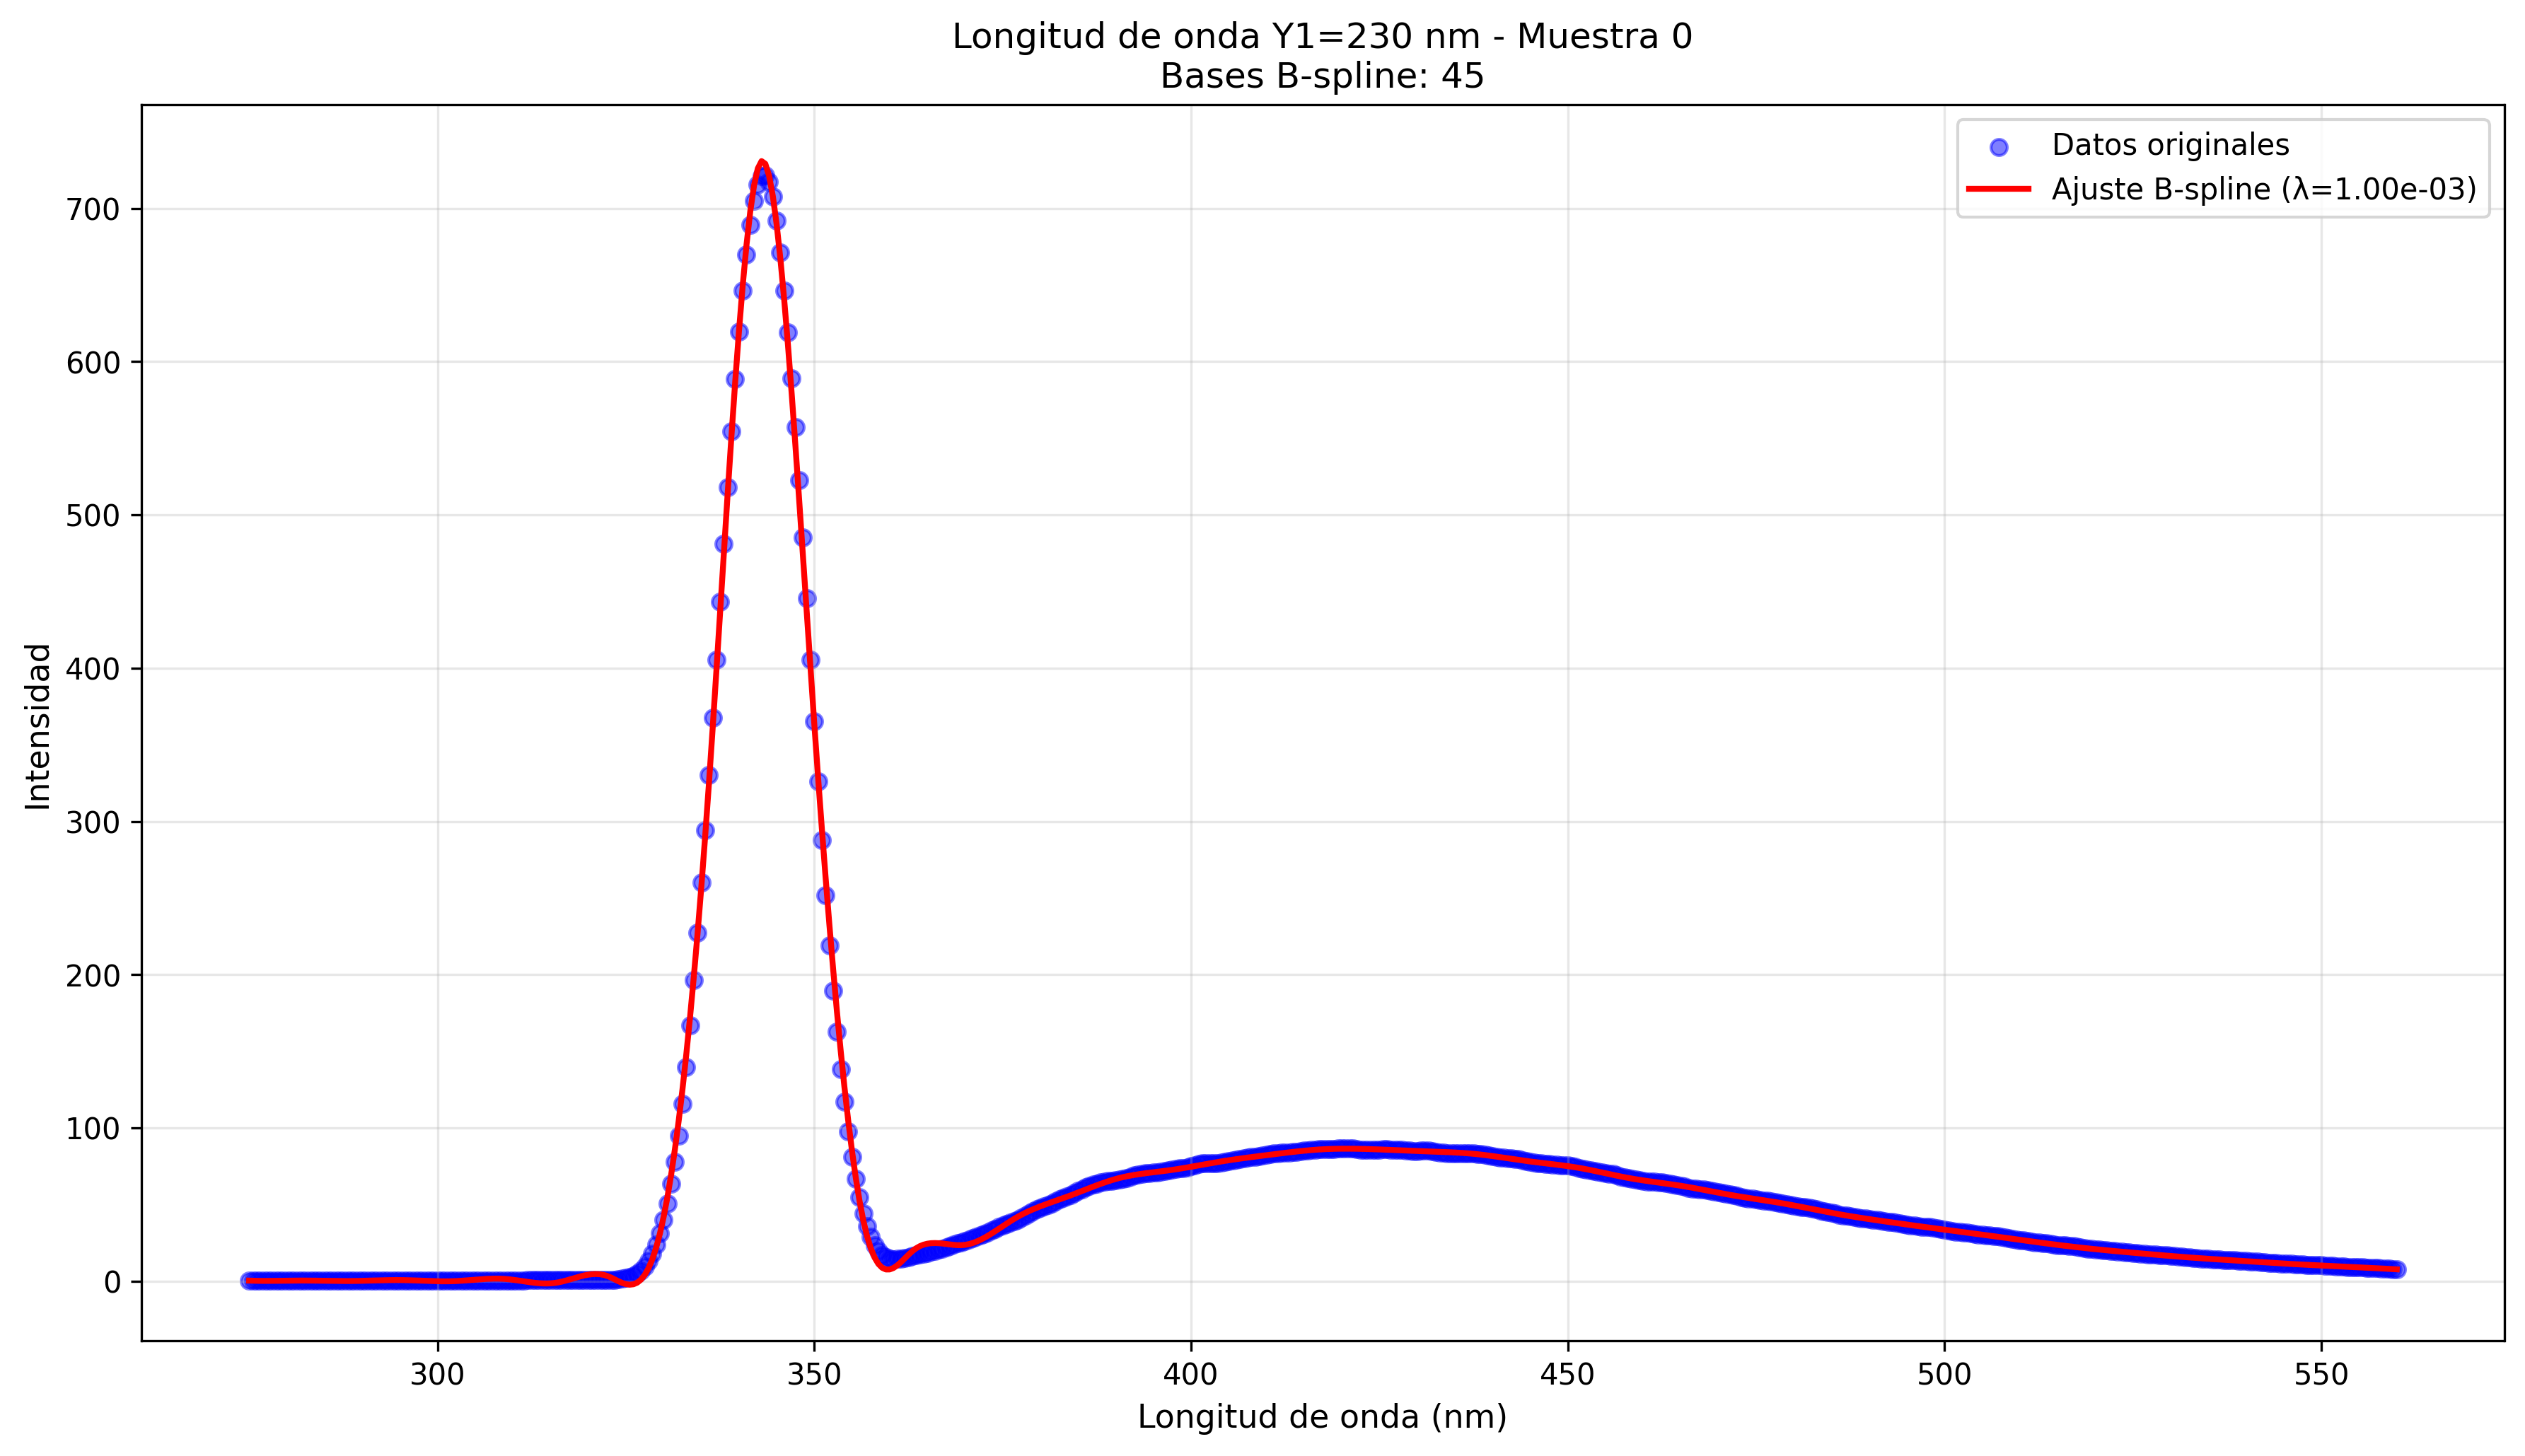 Longitud de onda Y1=230 nm - Muestra 0
Bases B-spline: 45
Datos originales
Ajuste B-spline (λ=1.00e-03)
Intensidad
700
600
500
400
300
200
100
0
300 350 400 450 500 550
Longitud de onda (nm)